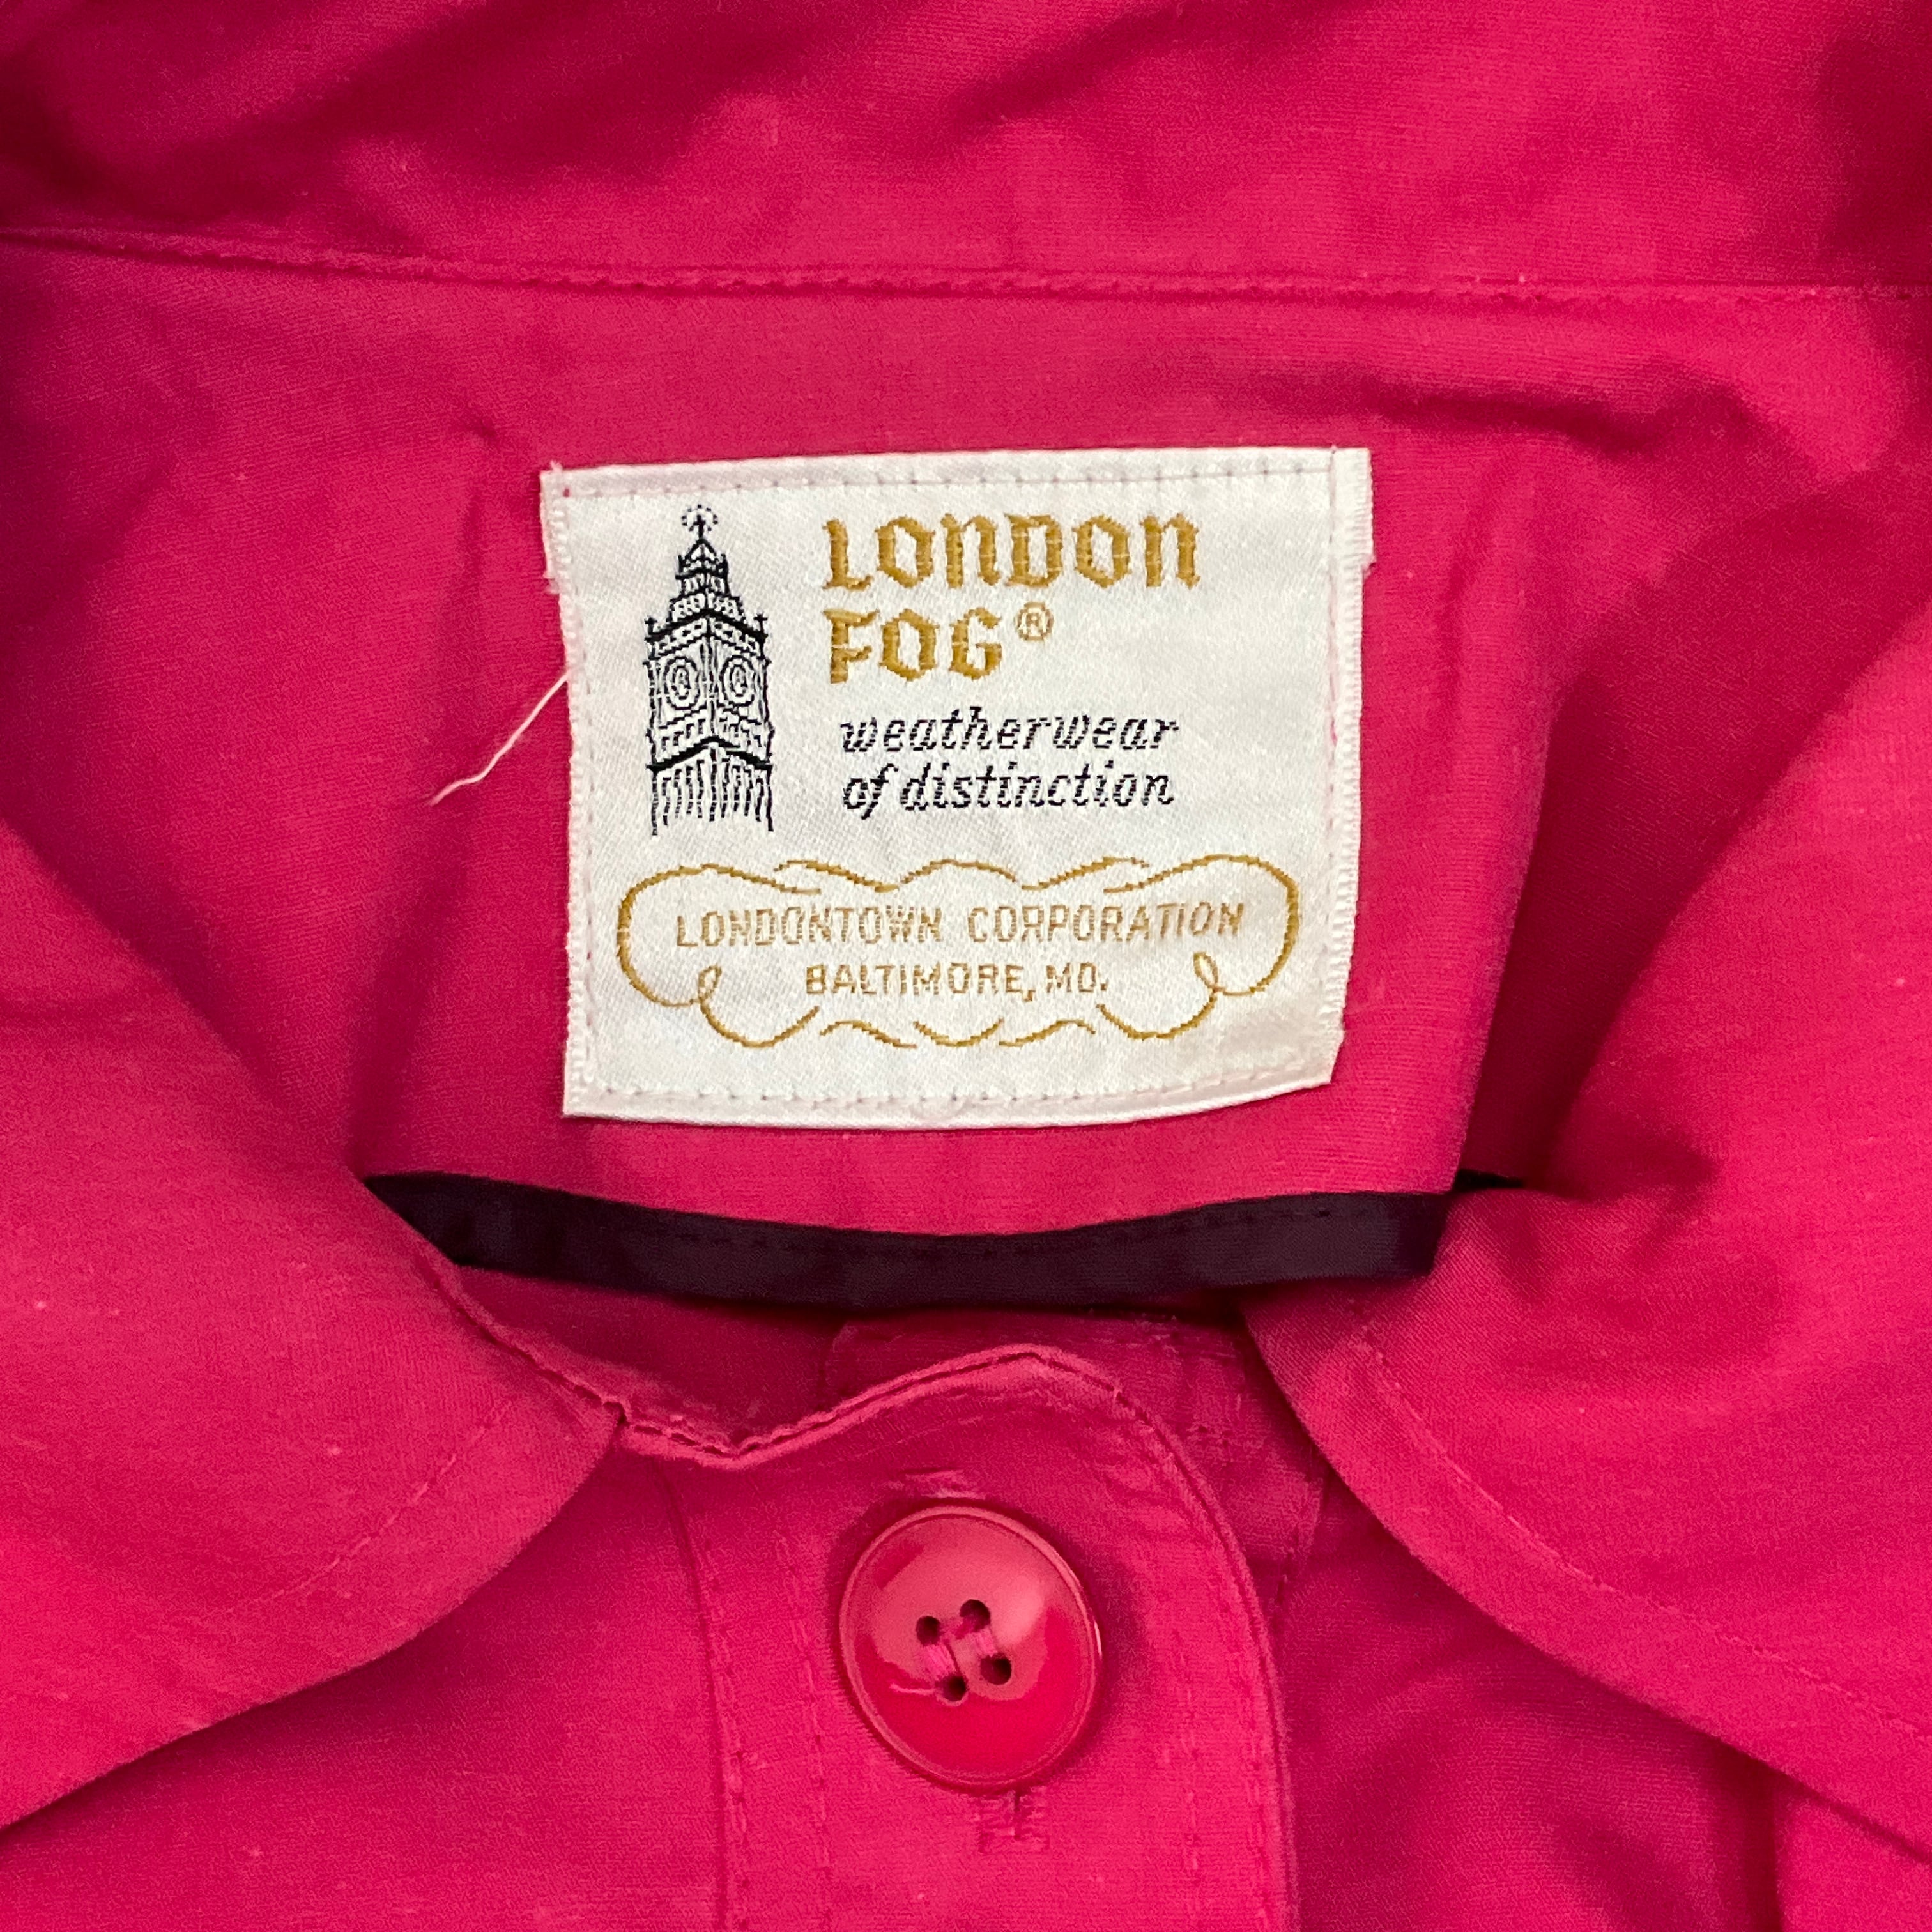 LONDON
FOG®
weatherwear
of distinction
LONDONTOWN CORPORATION
BALTIMORE, MD.